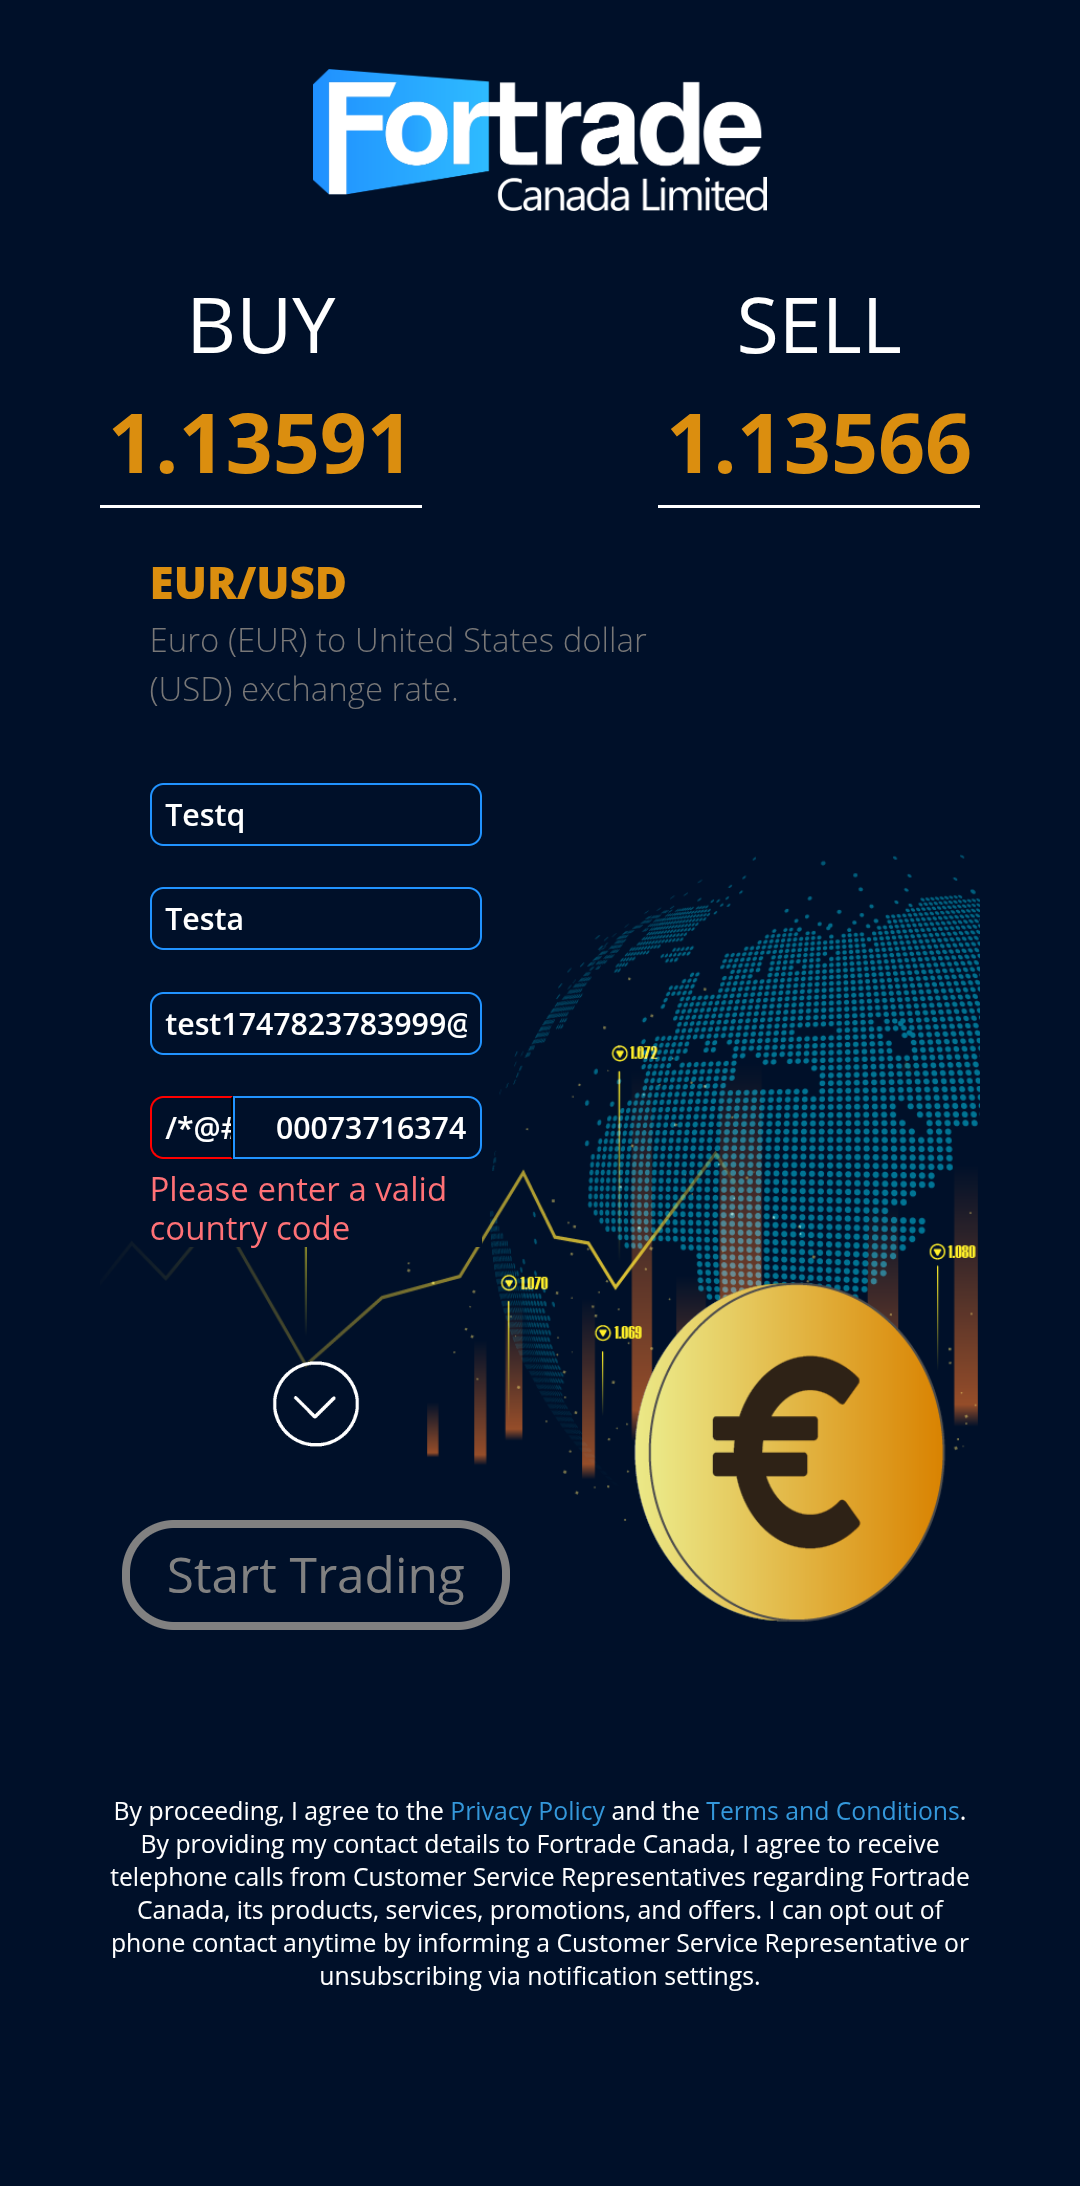 Fortrade
Canada Limited
BUY
SELL
1.13591
1.13566
EUR/USD
Euro (EUR) to United States dollar
(USD) exchange rate.
Testq
Testa
test1747823783999@
/*@#
00073716374
Please enter a valid
country code
1.072
1.080
1.070
1.069
€
Start Trading
By proceeding, I agree to the Privacy Policy and the Terms and Conditions.
By providing my contact details to Fortrade Canada, I agree to receive
telephone calls from Customer Service Representatives regarding Fortrade
Canada, its products, services, promotions, and offers. I can opt out of
phone contact anytime by informing a Customer Service Representative or
unsubscribing via notification settings.